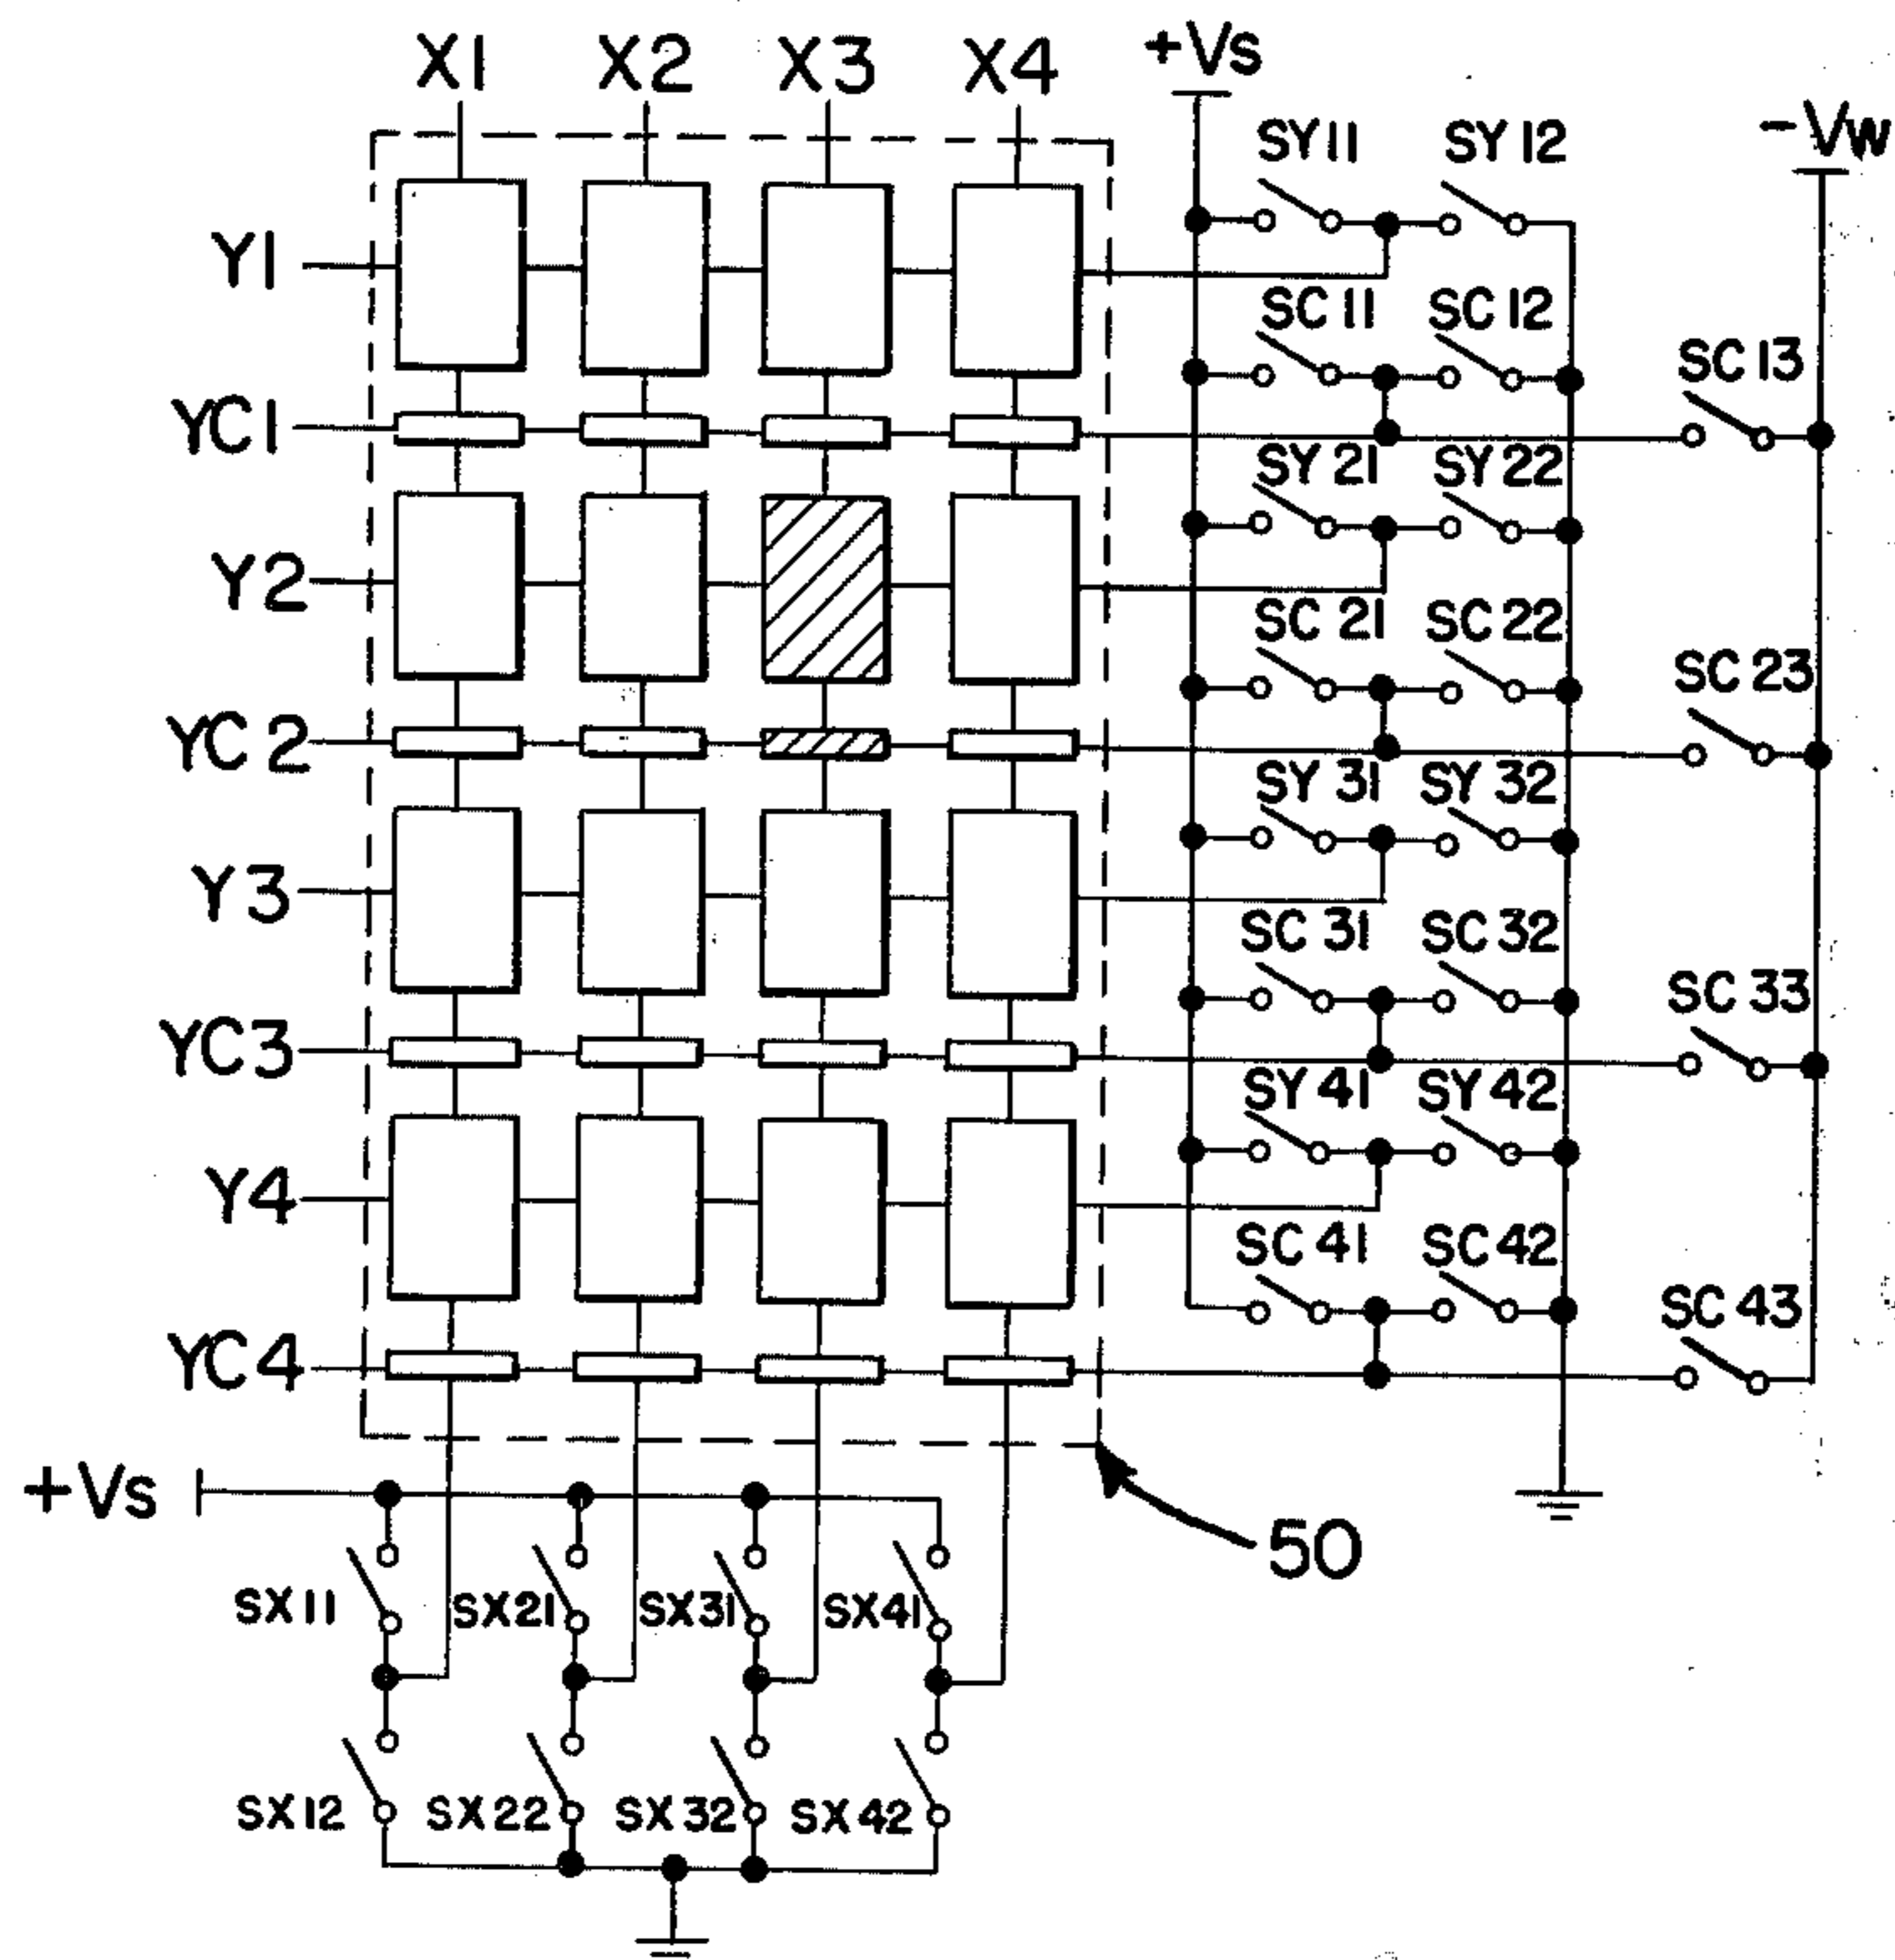 X1 X2 X3 X4 +Vs
-Vw
SY11 SY12
Y1
SC11 SC12
SC13
YC1
SY21 SY22
Y2
SC21 SC22
SC23
YC2
SY31 SY32
Y3
SC31 SC32
SC33
YC3
SY41 SY42
Y4
SC41 SC42
SC43
YC4
+Vs
50
SX11 SX21 SX31 SX41
SX12 SX22 SX32 SX42